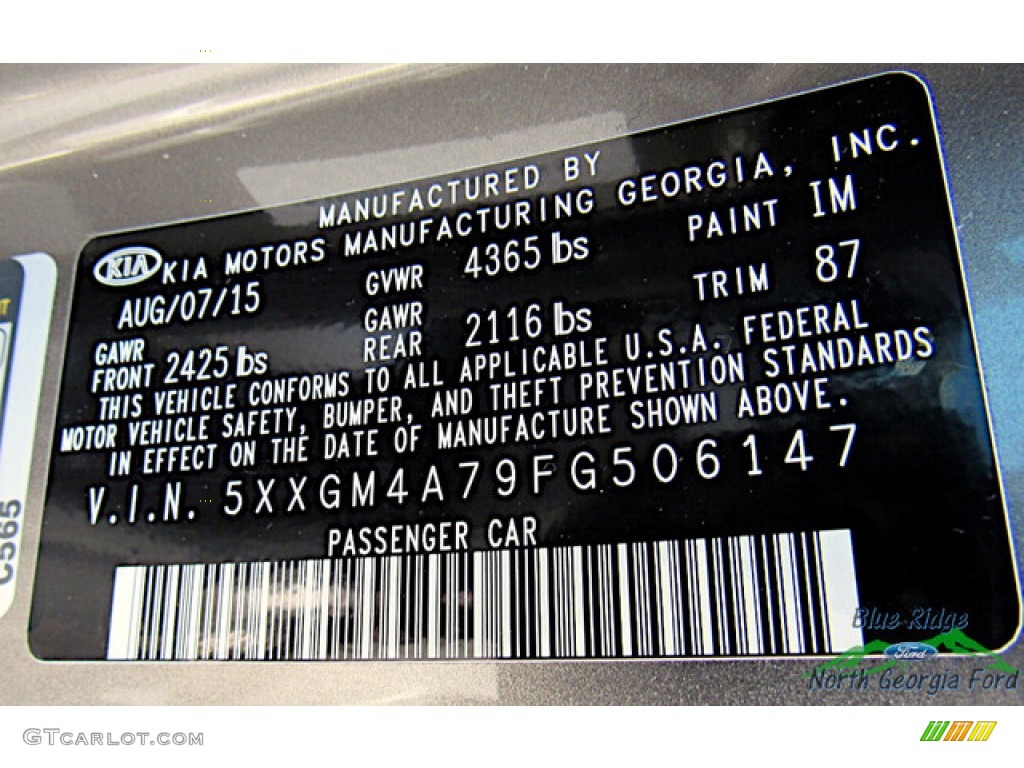 MANUFACTURED BY
KIA KIA MOTORS MANUFACTURING GEORGIA, INC.
AUG/07/15 GVWR 4365 lbs PAINT IM
GAWR FRONT 2425 lbs GAWR REAR 2116 lbs TRIM 87
THIS VEHICLE CONFORMS TO ALL APPLICABLE U.S.A. FEDERAL
MOTOR VEHICLE SAFETY, BUMPER, AND THEFT PREVENTION STANDARDS
IN EFFECT ON THE DATE OF MANUFACTURE SHOWN ABOVE.
V.I.N. 5XXGM4A79FG506147
PASSENGER CAR
C565
Blue Ridge
Ford
North Georgia Ford
GTCARLOT.COM